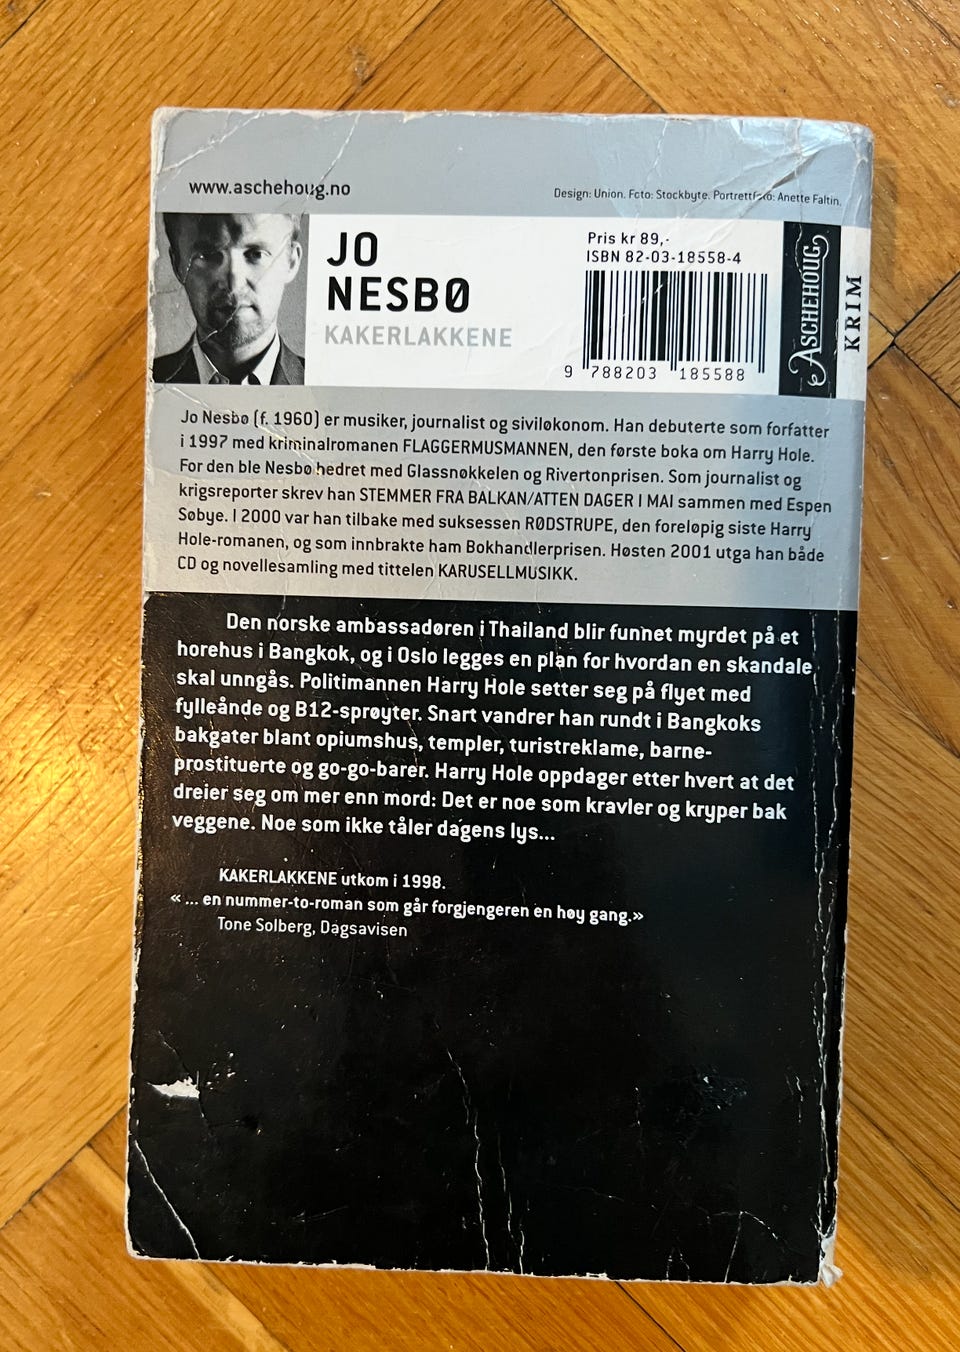 www.aschehoug.no
Design: Union. Foto: Stockbyte. Portrettfoto: Anette Faltin.
JO
NESBØ
KAKERLAKKENE
Pris kr 89,-
ISBN 82-03-18558-4
9 788203 185588
ASCHEHOUG
KRIM
Jo Nesbø (f. 1960) er musiker, journalist og siviløkonom. Han debuterte som forfatter
i 1997 med kriminalromanen FLAGGERMUSMANNEN, den første boka om Harry Hole.
For den ble Nesbø hedret med Glassnøkkelen og Rivertonprisen. Som journalist og
krigsreporter skrev han STEMMER FRA BALKAN/ATTEN DAGER I MAI sammen med Espen
Søbye. I 2000 var han tilbake med suksessen RØDSTRUPE, den foreløpig siste Harry
Hole-romanen, og som innbrakte ham Bokhandlerprisen. Høsten 2001 utga han både
CD og novellesamling med tittelen KARUSELLMUSIKK.
Den norske ambassadøren i Thailand blir funnet myrdet på et
horehus i Bangkok, og i Oslo legges en plan for hvordan en skandale
skal unngås. Politimannen Harry Hole setter seg på flyet med
fylleånde og B12-sprøyter. Snart vandrer han rundt i Bangkoks
bakgater blant opiumshus, templer, turistreklame, barne-
prostituerte og go-go-barer. Harry Hole oppdager etter hvert at det
dreier seg om mer enn mord: Det er noe som kravler og kryper bak
veggene. Noe som ikke tåler dagens lys...
KAKERLAKKENE utkom i 1998.
« ... en nummer-to-roman som går forgjengeren en høy gang.»
Tone Solberg, Dagsavisen